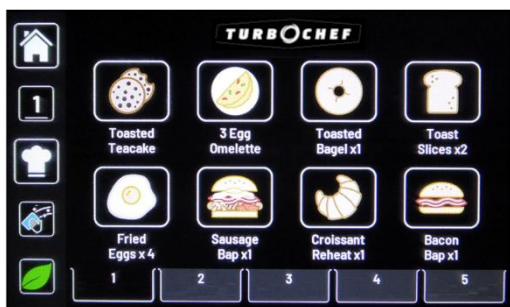 TURBOCHEF
1
Toasted
Teacake
3 Egg
Omelette
Toasted
Bagel x1
Toast
Slices x2
Fried
Eggs x 4
Sausage
Bap x1
Croissant
Reheat x1
Bacon
Bap x1
1
2
3
4
5